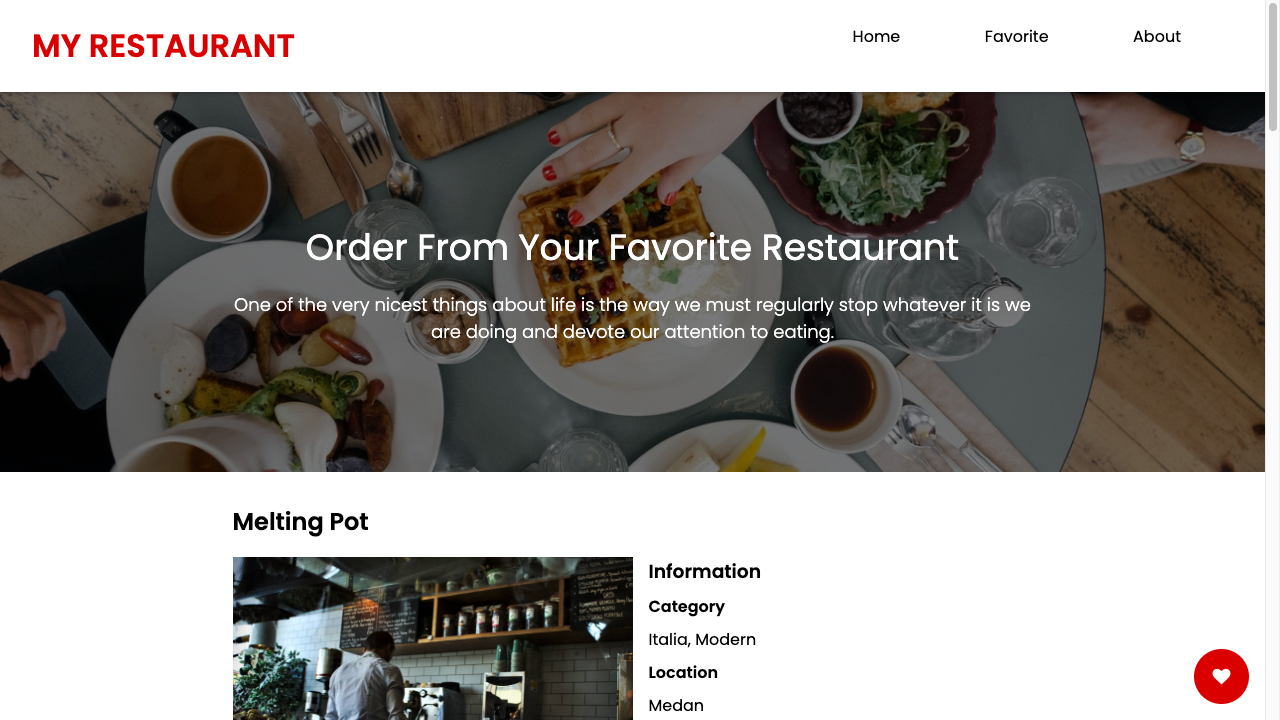 MY RESTAURANT
Home
Favorite
About
Order From Your Favorite Restaurant
One of the very nicest things about life is the way we must regularly stop whatever it is we
are doing and devote our attention to eating.
Melting Pot
Information
Category
Italia, Modern
Location
Medan